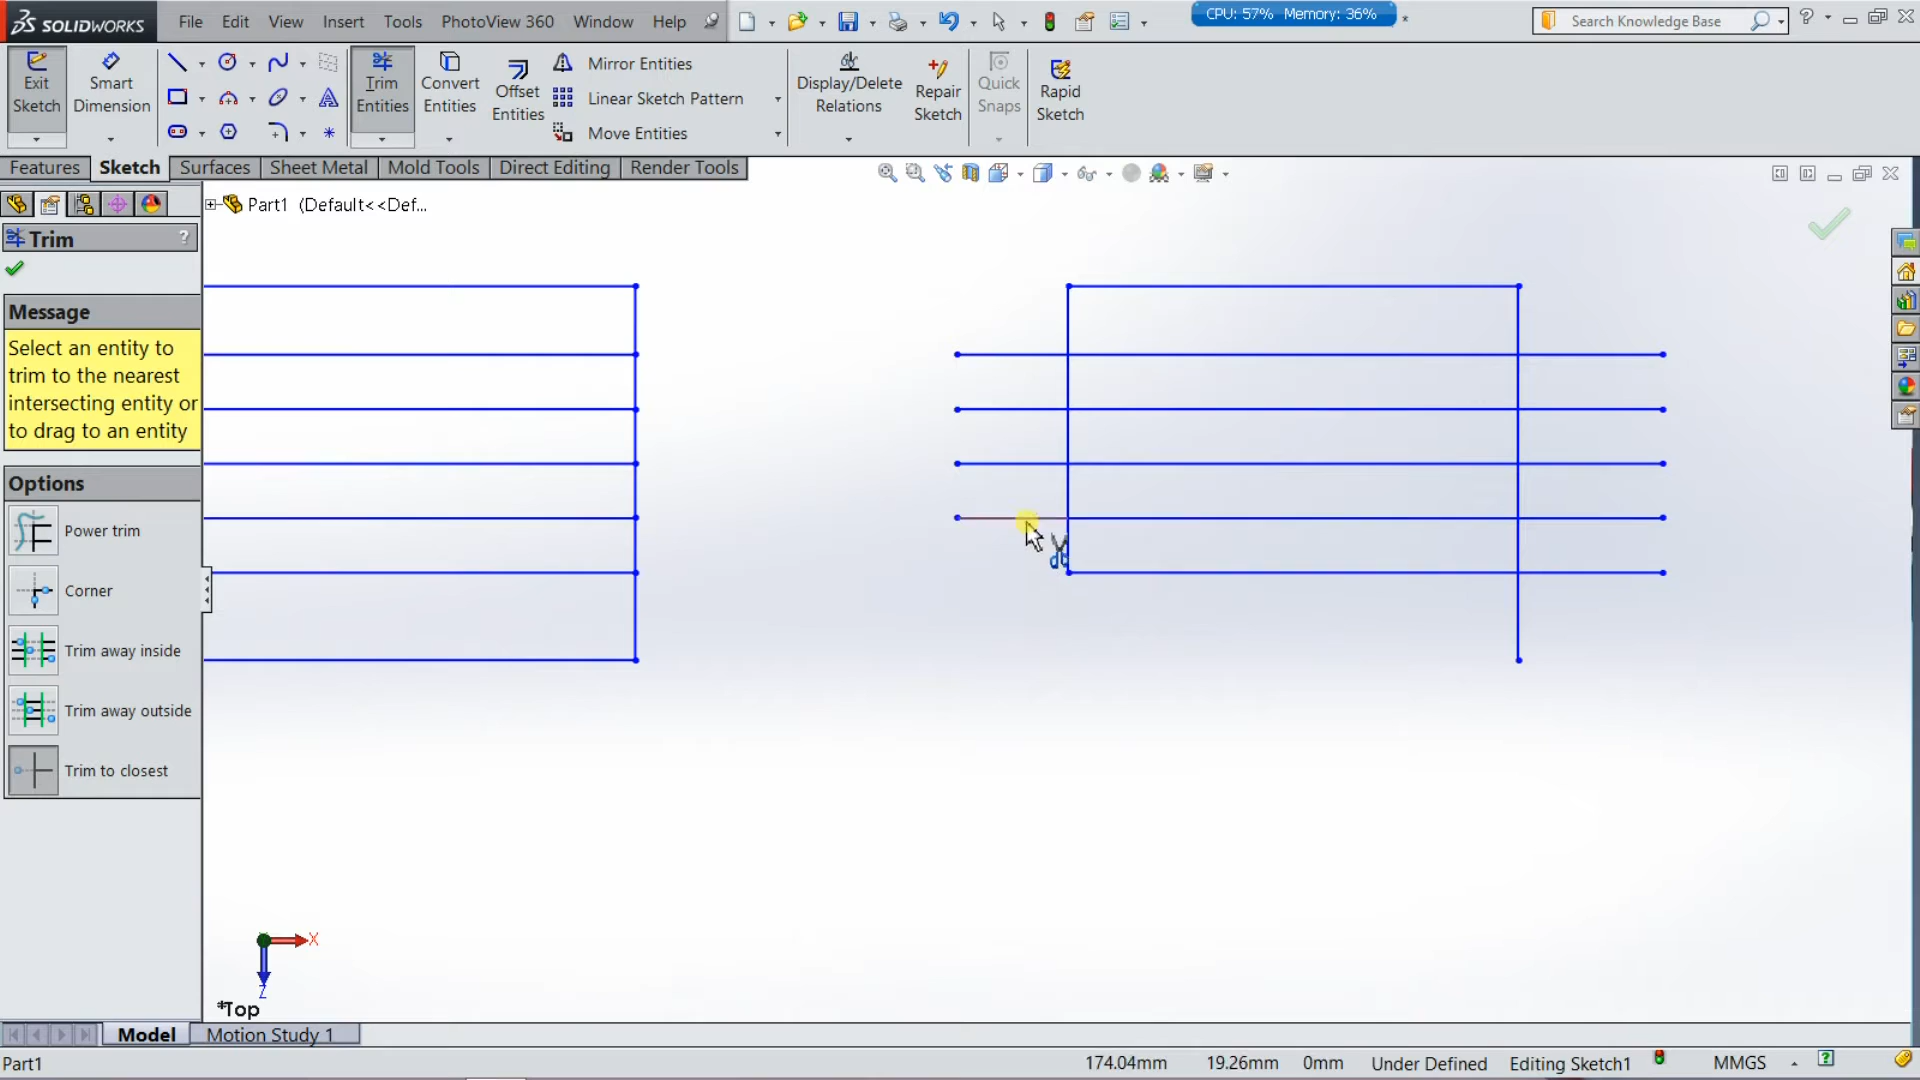 SOLIDWORKS File Edit View Insert Tools PhotoView 360 Window Help CPU: 57% Memory: 36% Search Knowledge Base
Exit Sketch
Smart Dimension
Trim Entities
Convert Entities
Offset Entities
Mirror Entities
Linear Sketch Pattern
Move Entities
Display/Delete Relations
Repair Sketch
Quick Snaps
Rapid Sketch
Features Sketch Surfaces Sheet Metal Mold Tools Direct Editing Render Tools
Part1 (Default<<Def...
Trim ?
Message
Select an entity to
trim to the nearest
intersecting entity or
to drag to an entity
Options
Power trim
Corner
Trim away inside
Trim away outside
Trim to closest
X
Z
*Top
Model Motion Study 1
Part1 174.04mm 19.26mm 0mm Under Defined Editing Sketch1 MMGS ?